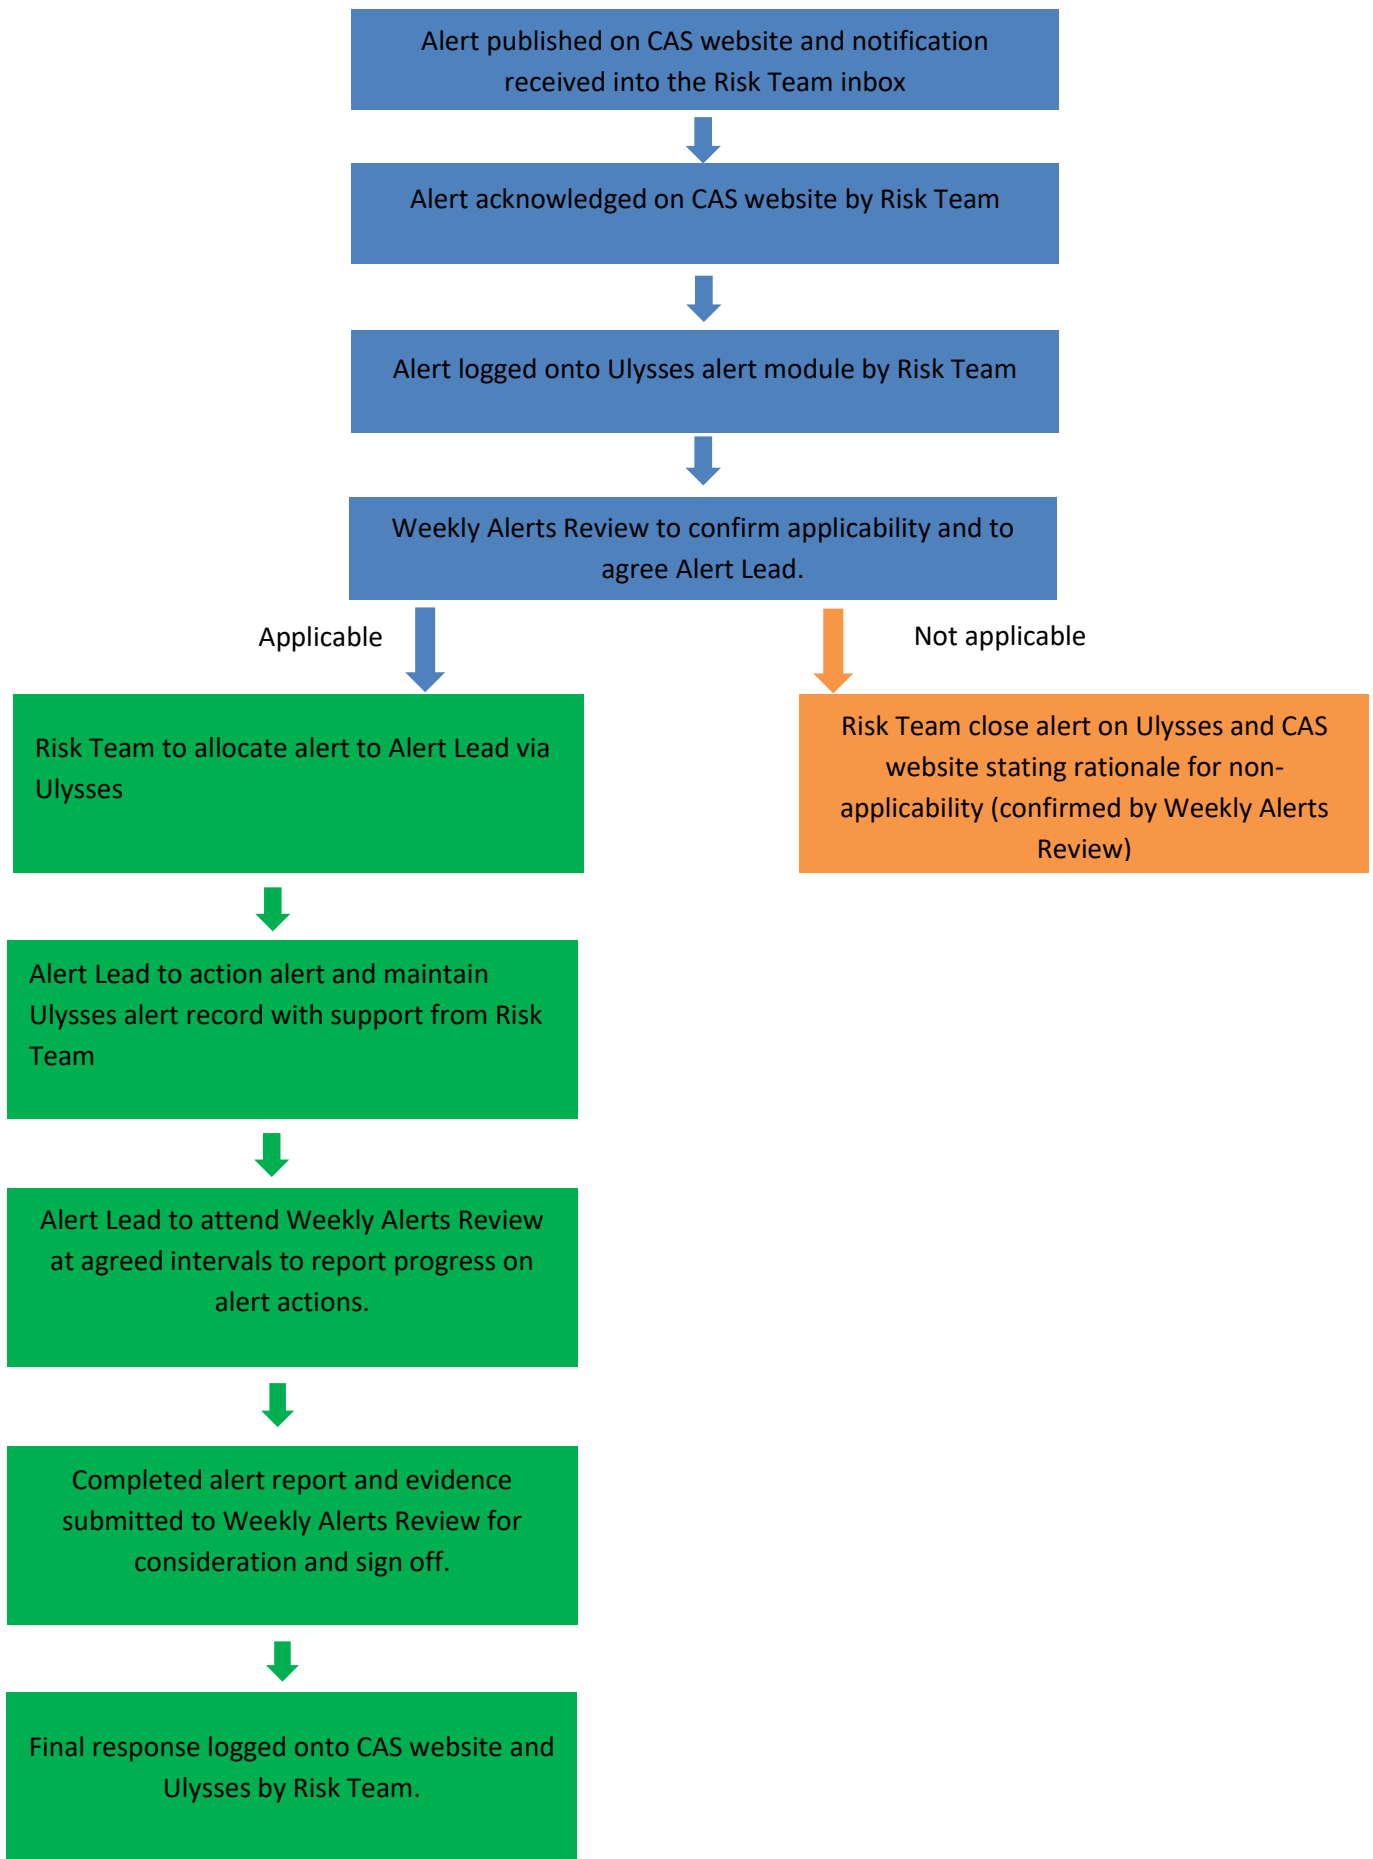 Alert published on CAS website and notification
received into the Risk Team inbox
Alert acknowledged on CAS website by Risk Team
Alert logged onto Ulysses alert module by Risk Team
Weekly Alerts Review to confirm applicability and to
agree Alert Lead.
Applicable
Not applicable
Risk Team to allocate alert to Alert Lead via
Ulysses
Risk Team close alert on Ulysses and CAS
website stating rationale for non-
applicability (confirmed by Weekly Alerts
Review)
Alert Lead to action alert and maintain
Ulysses alert record with support from Risk
Team
Alert Lead to attend Weekly Alerts Review
at agreed intervals to report progress on
alert actions.
Completed alert report and evidence
submitted to Weekly Alerts Review for
consideration and sign off.
Final response logged onto CAS website and
Ulysses by Risk Team.